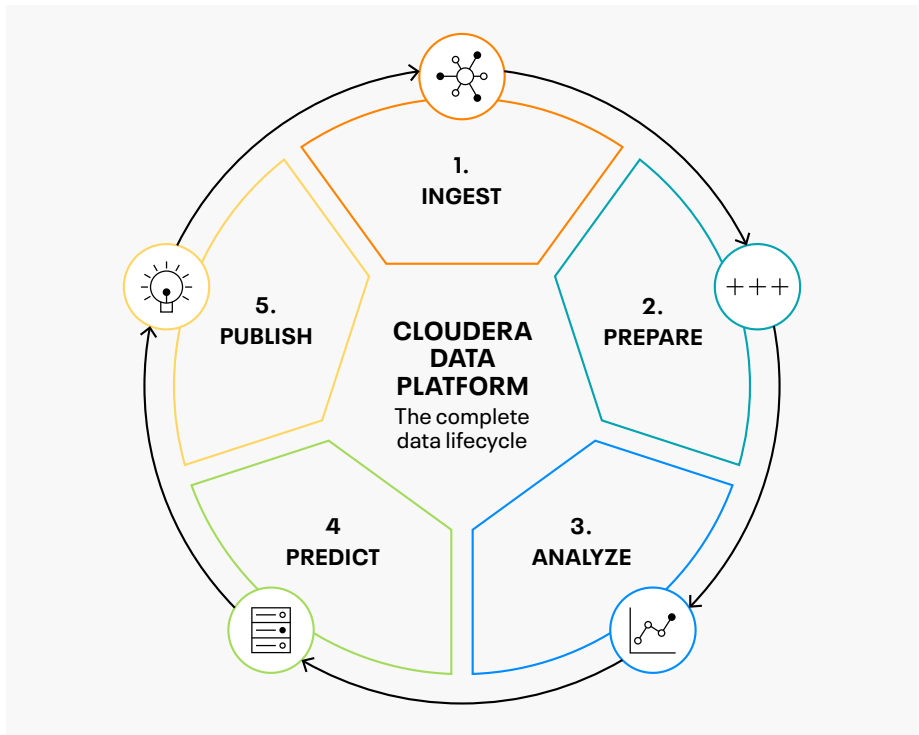 1.
INGEST
2.
PREPARE
3.
ANALYZE
4
PREDICT
5.
PUBLISH
CLOUDERA
DATA
PLATFORM
The complete
data lifecycle